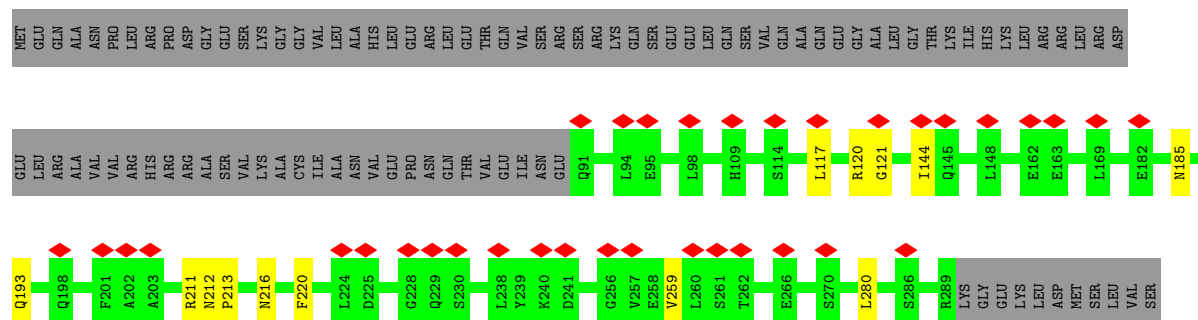 MET GLU GLN ALA ASN PRO LEU ARG PRO ASP GLY GLU SER LYS GLY GLY VAL LEU ALA HIS LEU GLU ARG LEU GLU THR GLN VAL SER ARG SER ARG LYS GLN SER GLU GLU LEU GLN SER VAL GLN ALA GLN GLU GLY ALA LEU GLY THR LYS ILE HIS LYS LEU ARG ARG LEU ARG ASP
GLU LEU ARG ALA VAL VAL ARG HIS ARG ARG ALA SER VAL LYS ALA CYS ILE ALA ASN VAL GLU PRO ASN GLN THR VAL GLU ILE ASN GLU Q91 L94 E95 L98 H109 S114 L117 R120 G121 I144 Q145 L148 E162 E163 L169 E182 N185
Q193 Q198 F201 A202 A203 R211 N212 P213 N216 F220 L224 D225 G228 Q229 S230 L238 Y239 K240 D241 G256 V257 E258 V259 L260 S261 T262 E266 S270 L280 S286 R289 LYS GLY GLU LYS LEU ASP MET SER LEU VAL SER